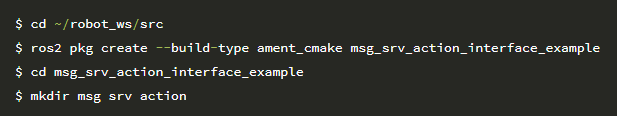 $ cd ~/robot_ws/src
$ ros2 pkg create --build-type ament_cmake msg_srv_action_interface_example
$ cd msg_srv_action_interface_example
$ mkdir msg srv action